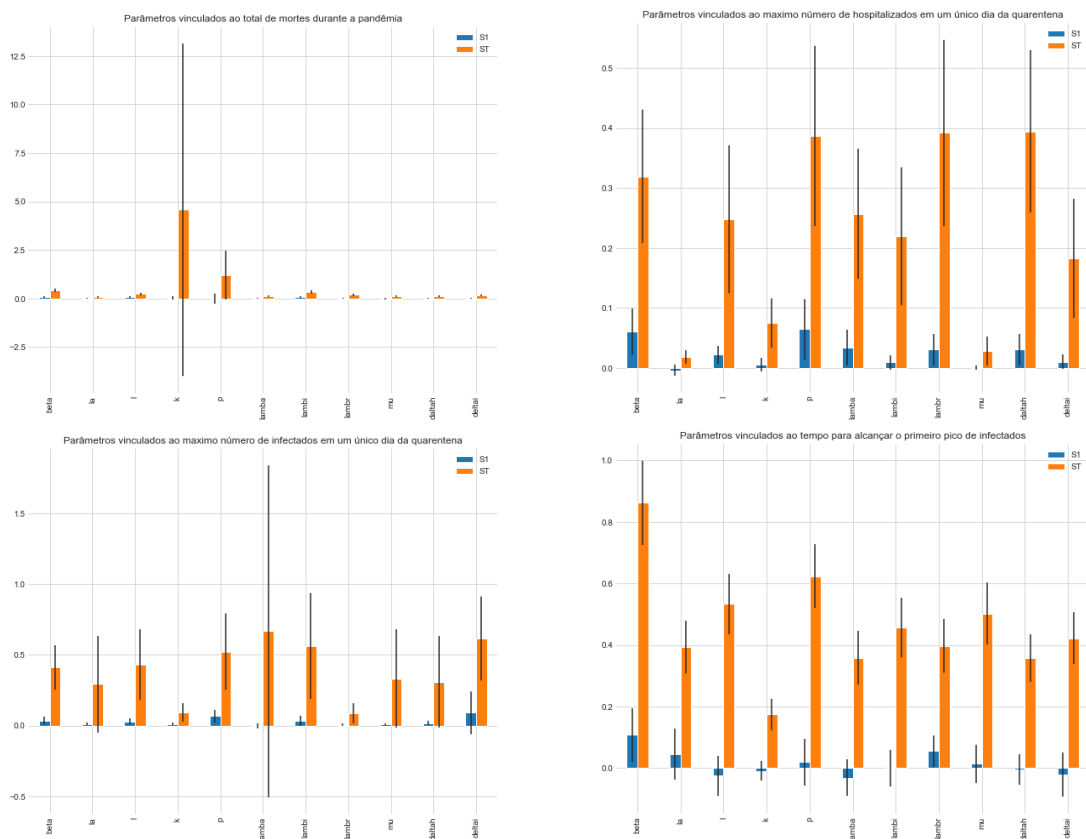 Parâmetros vinculados ao total de mortes durante a pandêmia
S1
ST
12.5
10.0
7.5
5.0
2.5
0.0
−2.5
beta
la
l
k
p
lamba
lambi
lambr
mu
daltah
deltai
Parâmetros vinculados ao maximo número de hospitalizados em um único dia da quarentena
S1
ST
0.5
0.4
0.3
0.2
0.1
0.0
beta
la
l
k
p
lamba
lambi
lambr
mu
daltah
deltai
Parâmetros vinculados ao maximo número de infectados em um único dia da quarentena
S1
ST
1.5
1.0
0.5
0.0
−0.5
beta
la
l
k
p
lamba
lambi
lambr
mu
daltah
deltai
Parâmetros vinculados ao tempo para alcançar o primeiro pico de infectados
S1
ST
1.0
0.8
0.6
0.4
0.2
0.0
beta
la
l
k
p
lamba
lambi
lambr
mu
daltah
deltai